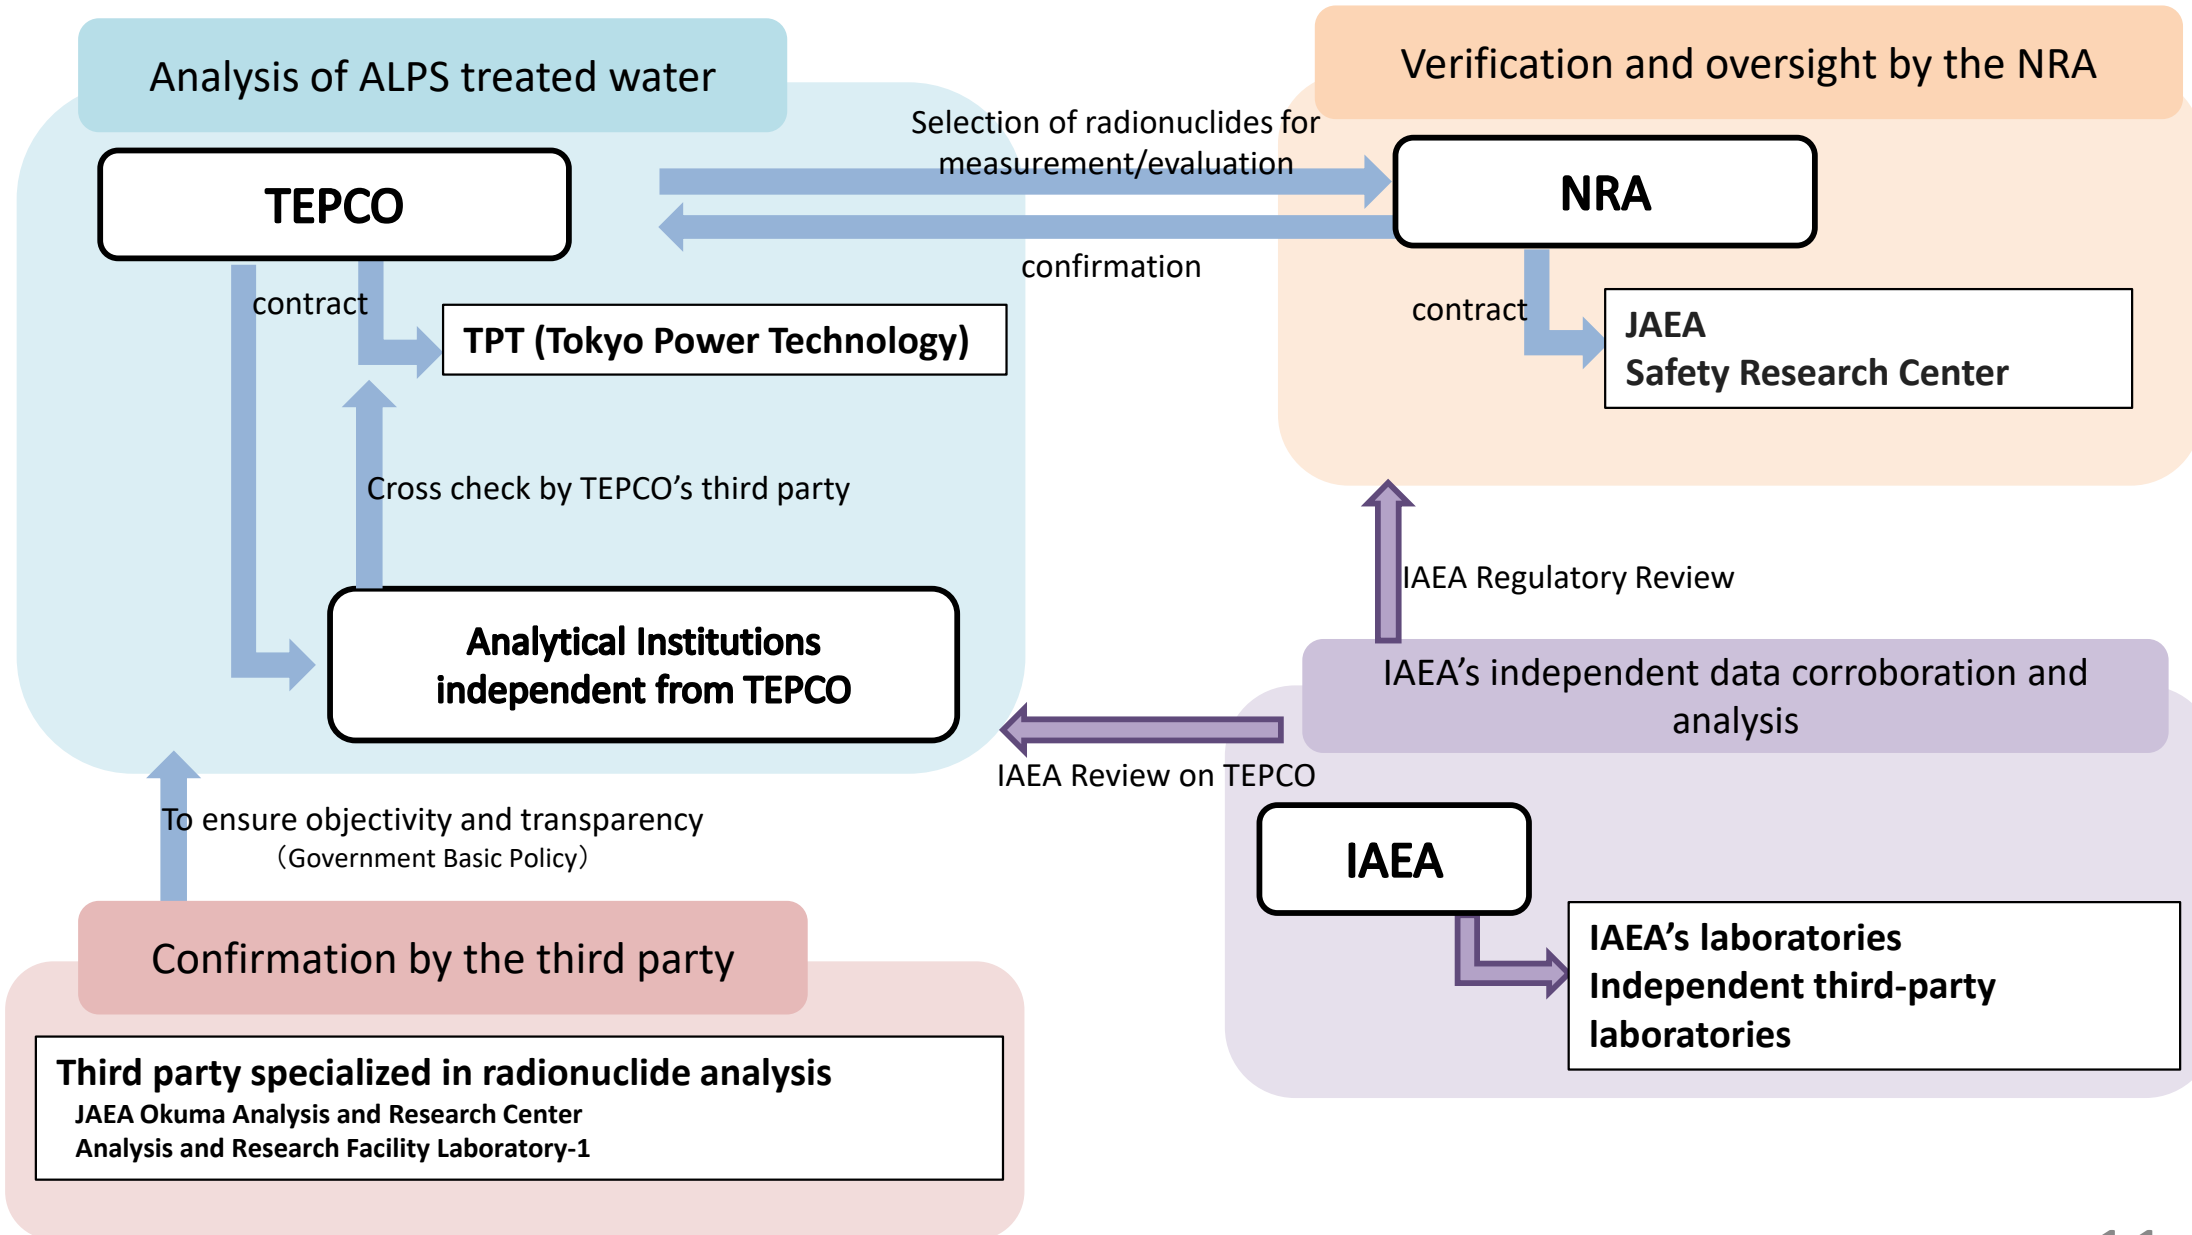 Analysis of ALPS treated water
Verification and oversight by the NRA
TEPCO
Selection of radionuclides for
measurement/evaluation
NRA
confirmation
contract
TPT (Tokyo Power Technology)
contract
JAEA
Safety Research Center
Cross check by TEPCO’s third party
IAEA Regulatory Review
Analytical Institutions
independent from TEPCO
IAEA’s independent data corroboration and
analysis
IAEA Review on TEPCO
To ensure objectivity and transparency
（Government Basic Policy）
IAEA
IAEA’s laboratories
Independent third-party
laboratories
Confirmation by the third party
Third party specialized in radionuclide analysis
JAEA Okuma Analysis and Research Center
Analysis and Research Facility Laboratory-1